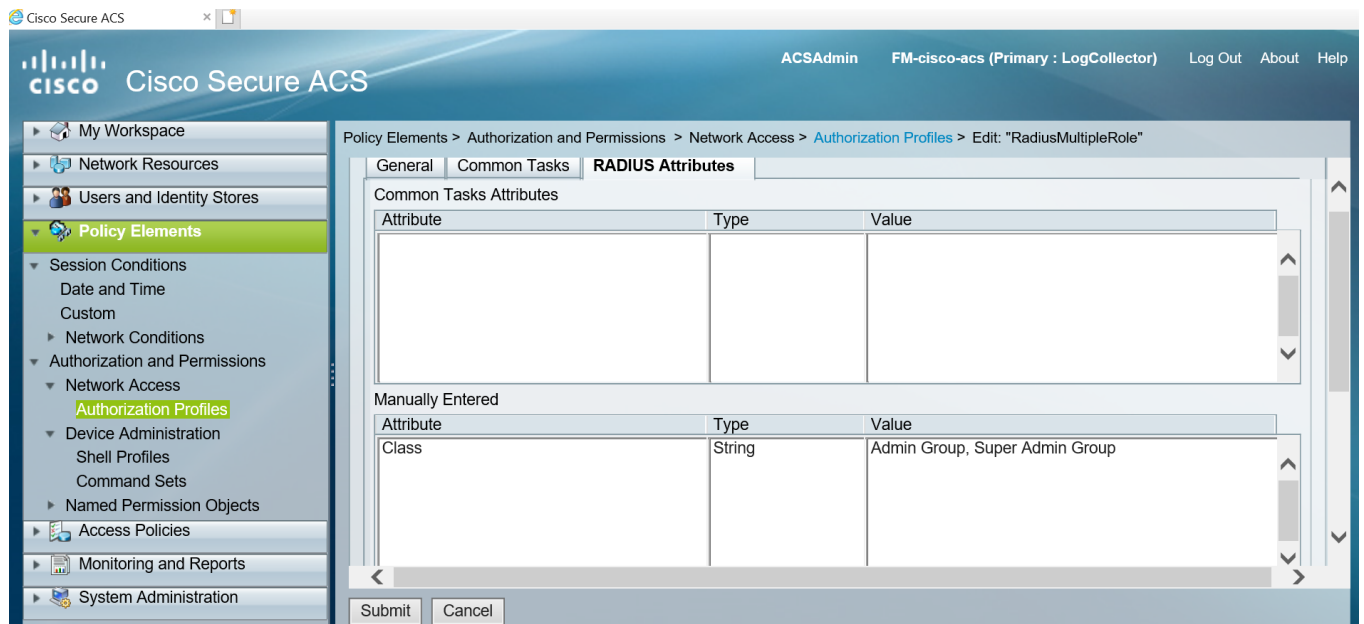 Cisco Secure ACS
ACSAdmin FM-cisco-acs (Primary : LogCollector) Log Out About Help
CISCO Cisco Secure ACS
My Workspace
Network Resources
Users and Identity Stores
Policy Elements
Session Conditions
Date and Time
Custom
Network Conditions
Authorization and Permissions
Network Access
Authorization Profiles
Device Administration
Shell Profiles
Command Sets
Named Permission Objects
Access Policies
Monitoring and Reports
System Administration
Policy Elements > Authorization and Permissions > Network Access > Authorization Profiles > Edit: "RadiusMultipleRole"
General Common Tasks RADIUS Attributes
Common Tasks Attributes
Attribute Type Value
Manually Entered
Attribute Type Value
Class String Admin Group, Super Admin Group
Submit Cancel